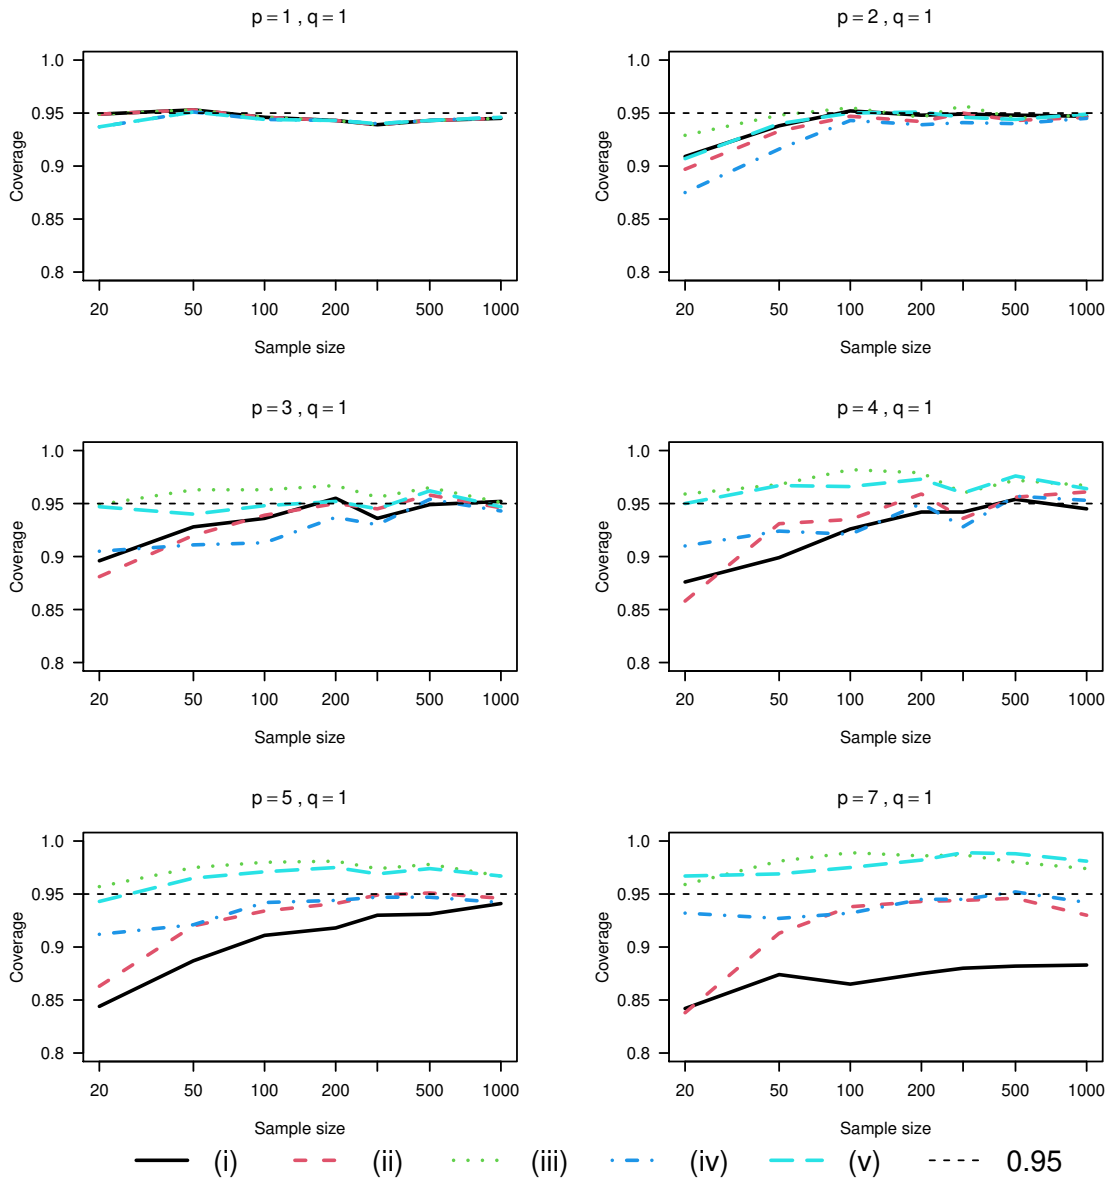 p = 1 , q = 1
1.0
0.95
0.9
0.85
0.8
Coverage
20 50 100 200 500 1000
Sample size
p = 2 , q = 1
1.0
0.95
0.9
0.85
0.8
Coverage
20 50 100 200 500 1000
Sample size
p = 3 , q = 1
1.0
0.95
0.9
0.85
0.8
Coverage
20 50 100 200 500 1000
Sample size
p = 4 , q = 1
1.0
0.95
0.9
0.85
0.8
Coverage
20 50 100 200 500 1000
Sample size
p = 5 , q = 1
1.0
0.95
0.9
0.85
0.8
Coverage
20 50 100 200 500 1000
Sample size
p = 7 , q = 1
1.0
0.95
0.9
0.85
0.8
Coverage
20 50 100 200 500 1000
Sample size
(i) (ii) (iii) (iv) (v) 0.95